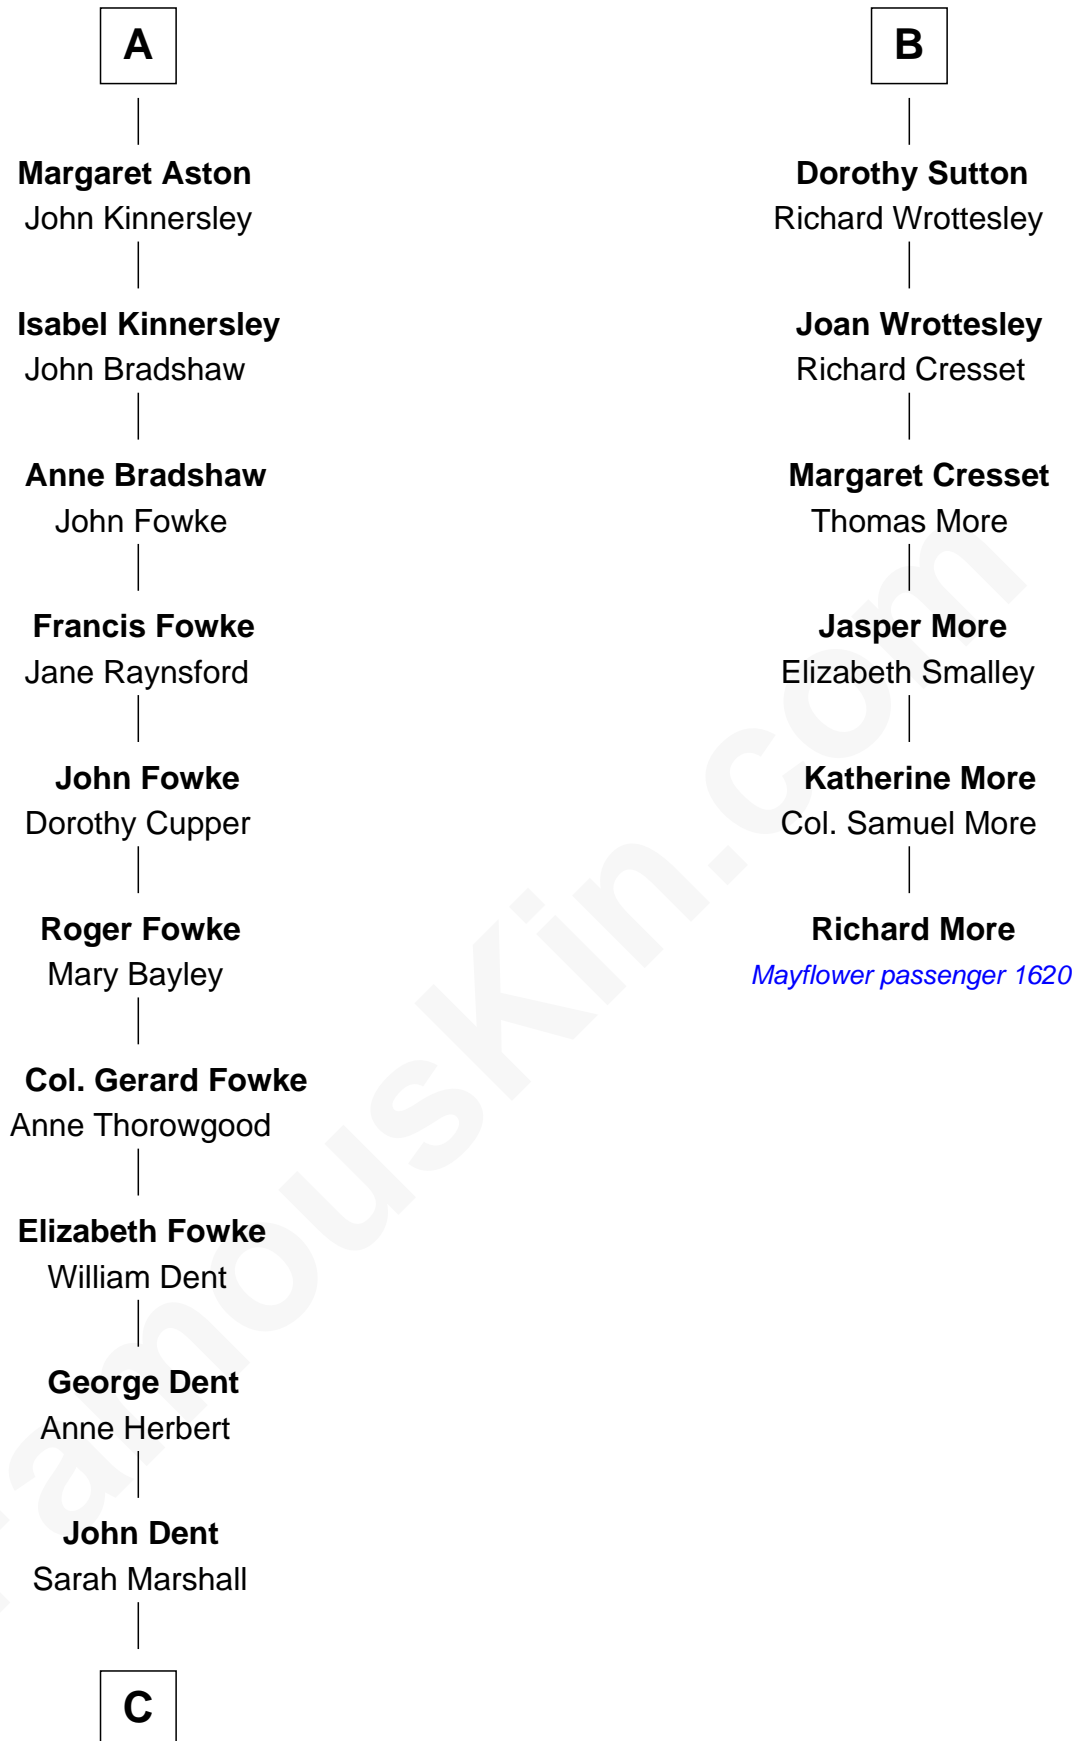 A
Margaret Aston
John Kinnersley
Isabel Kinnersley
John Bradshaw
Anne Bradshaw
John Fowke
Francis Fowke
Jane Raynsford
John Fowke
Dorothy Cupper
Roger Fowke
Mary Bayley
Col. Gerard Fowke
Anne Thorowgood
Elizabeth Fowke
William Dent
George Dent
Anne Herbert
John Dent
Sarah Marshall
C
B
Dorothy Sutton
Richard Wrottesley
Joan Wrottesley
Richard Cresset
Margaret Cresset
Thomas More
Jasper More
Elizabeth Smalley
Katherine More
Col. Samuel More
Richard More
Mayflower passenger 1620
FamousKin.com